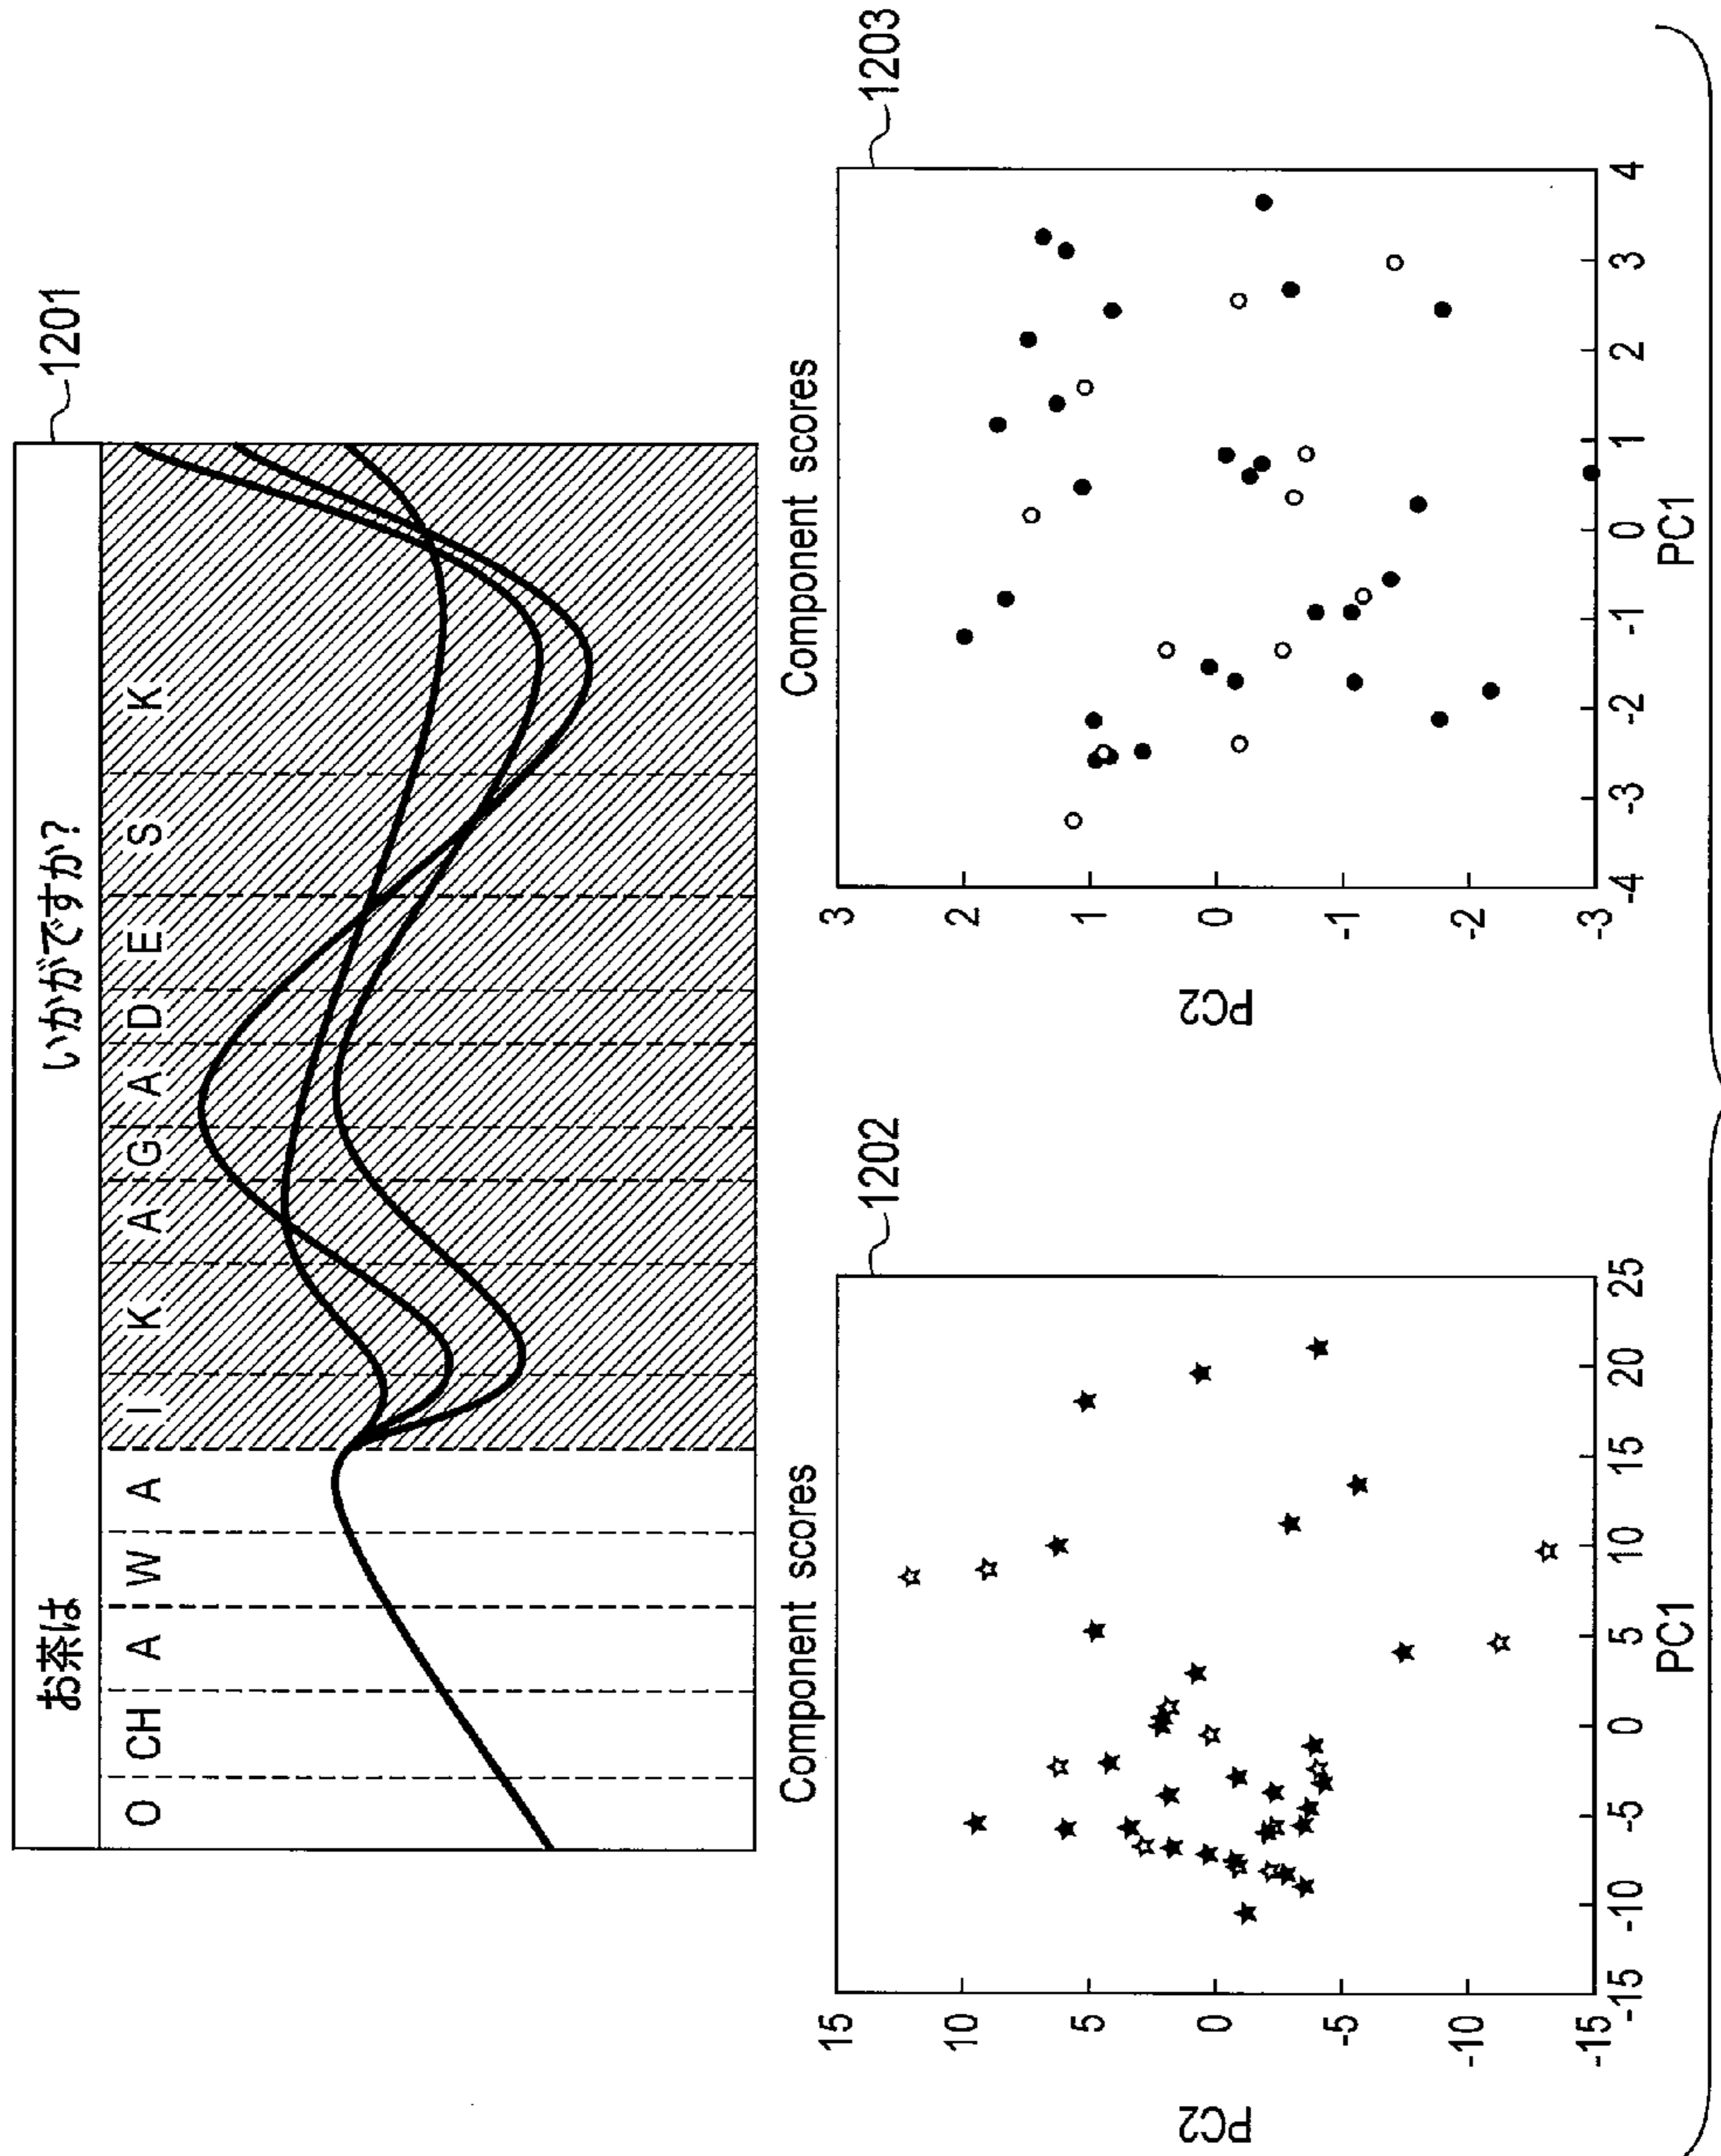 1201
お茶は いかがですか?
O CH A W A I K A G A D E S K
Component scores
1202
PC2
15
10
5
0
-5
-10
-15
-15 -10 -5 0 5 10 15 20 25
PC1
Component scores
1203
PC2
3
2
1
0
-1
-2
-3
-4 -3 -2 -1 0 1 2 3 4
PC1